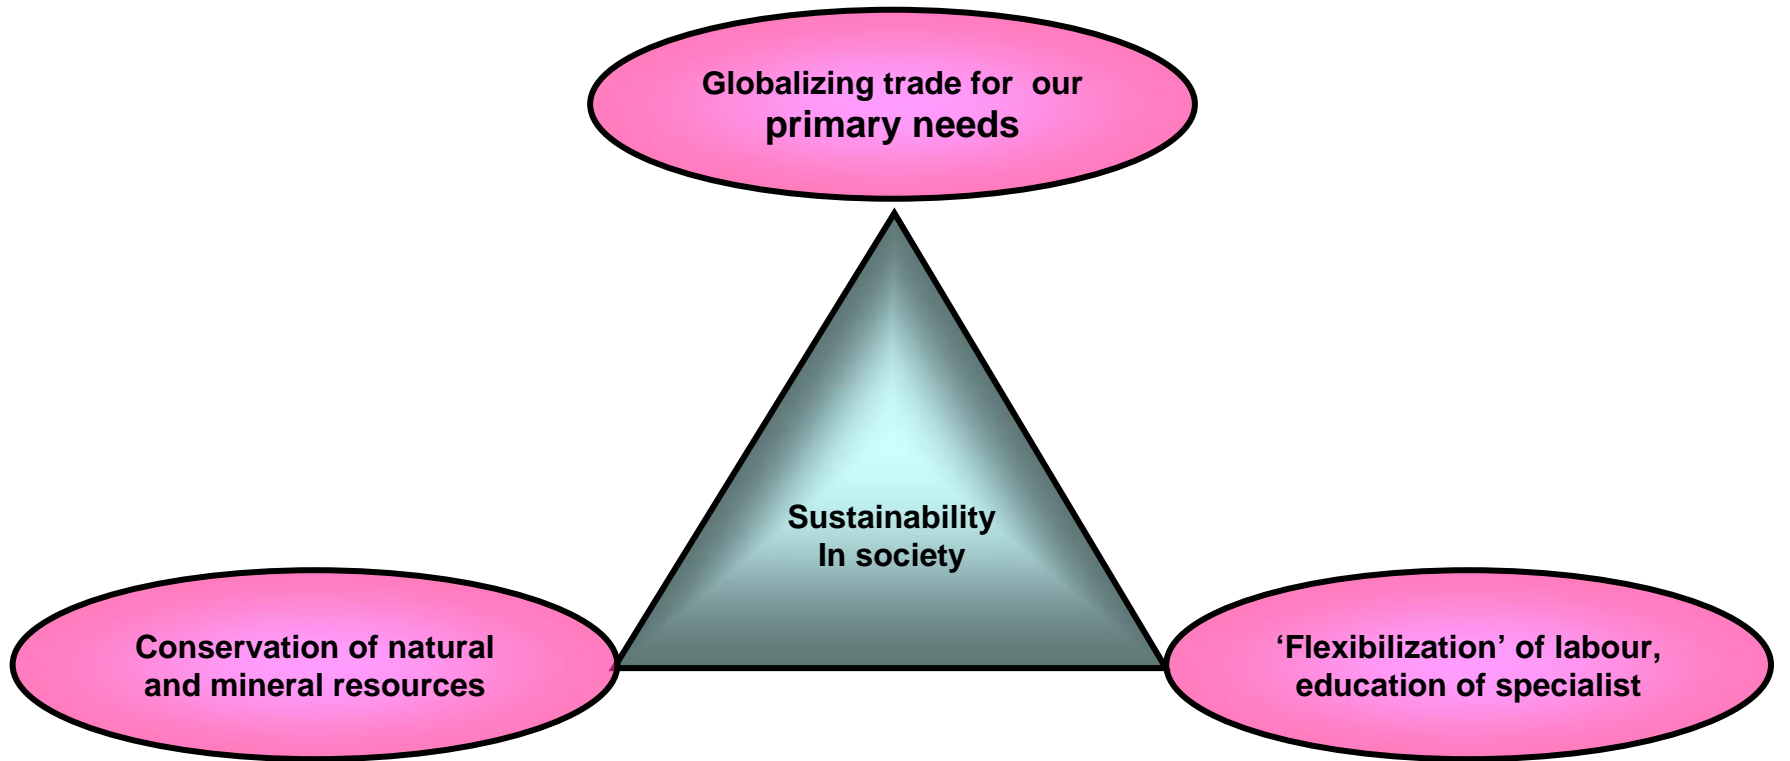 Globalizing trade for  our
primary needs
Sustainability
In society
Conservation of natural
and mineral resources
‘Flexibilization’ of labour,
education of specialist